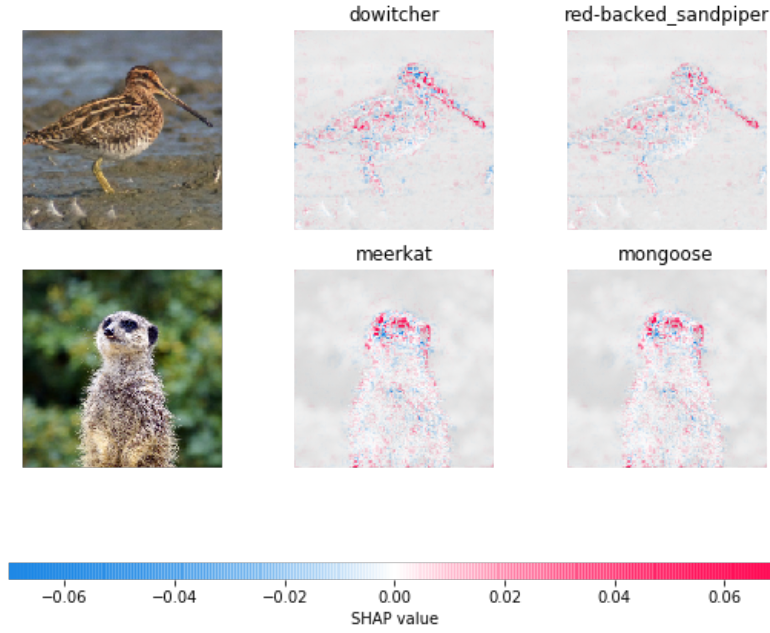 dowitcher
red-backed_sandpiper
meerkat
mongoose
−0.06 −0.04 −0.02 0.00 0.02 0.04 0.06
SHAP value